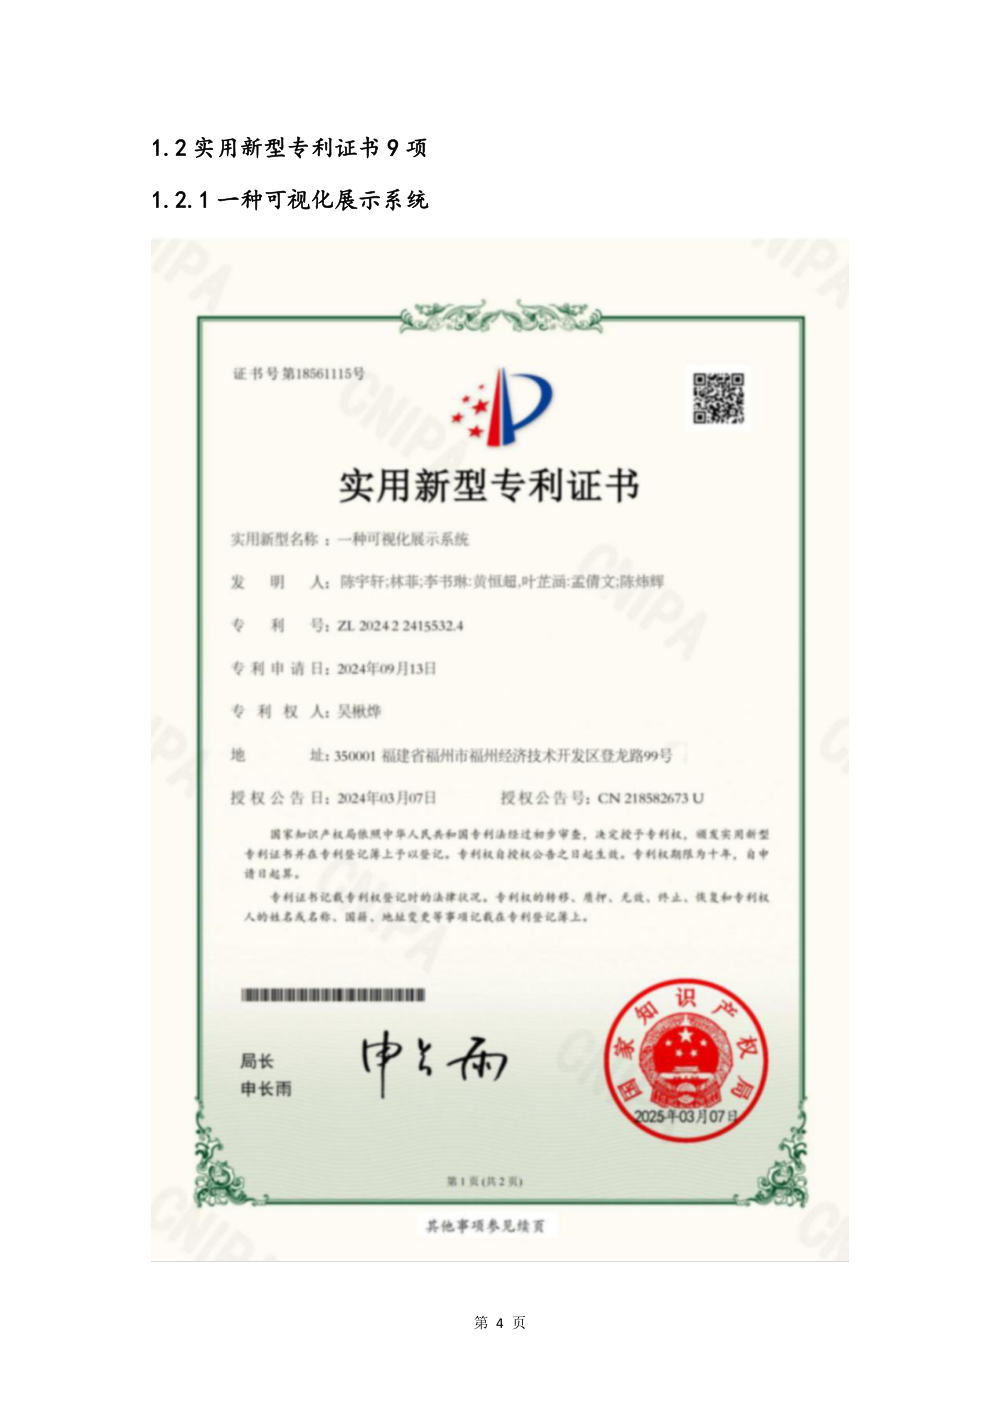 1.2 实用新型专利证书 9 项
1.2.1 一种可视化展示系统
证书号第18561115号
实用新型专利证书
实用新型名称：一种可视化展示系统
发明人：陈宇轩;林菲;李书琳:黄恒超,叶芷涵:孟倩文;陈炜辉
专利号：ZL 2024 2 2415532.4
专利申请日：2024年09月13日
专利权人：吴楸烨
地址：350001 福建省福州市福州经济技术开发区登龙路99号
授权公告日：2024年03月07日 授权公告号：CN 218582673 U
国家知识产权局依照中华人民共和国专利法经过初步审查，决定授予专利权，颁发实用新型
专利证书并在专利登记簿上予以登记。专利权自授权公告之日起生效。专利权期限为十年，自申
请日起算。
专利证书记载专利权登记时的法律状况。专利权的转移、质押、无效、终止、恢复和专利权
人的姓名或名称、国籍、地址变更等事项记载在专利登记簿上。
局长
申长雨
申长雨
国家知识产权局
2025年03月07日
第 1 页 (共 2 页)
其他事项参见续页
CNIPA
第 4 页